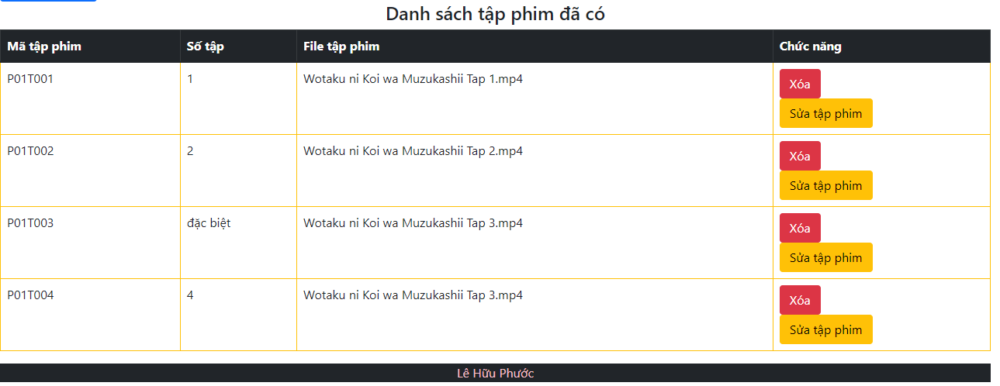 Danh sách tập phim đã có
Mã tập phim Số tập File tập phim Chức năng
P01T001 1 Wotaku ni Koi wa Muzukashii Tap 1.mp4 Xóa
Sửa tập phim
P01T002 2 Wotaku ni Koi wa Muzukashii Tap 2.mp4 Xóa
Sửa tập phim
P01T003 đặc biệt Wotaku ni Koi wa Muzukashii Tap 3.mp4 Xóa
Sửa tập phim
P01T004 4 Wotaku ni Koi wa Muzukashii Tap 3.mp4 Xóa
Sửa tập phim
Lê Hữu Phước